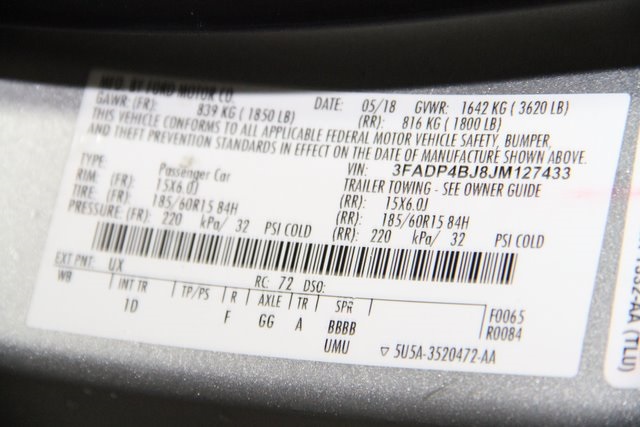 MFD. BY FORD MOTOR CO.
DATE: 05/18 GVWR: 1642 KG ( 3620 LB)
GAWR: (FR): 839 KG ( 1850 LB) (RR): 816 KG ( 1800 LB)
THIS VEHICLE CONFORMS TO ALL APPLICABLE FEDERAL MOTOR VEHICLE SAFETY, BUMPER,
AND THEFT PREVENTION STANDARDS IN EFFECT ON THE DATE OF MANUFACTURE SHOWN ABOVE.
VIN: 3FADP4BJ8JM127433
TYPE: Passenger Car TRAILER TOWING - SEE OWNER GUIDE
RIM: (FR): 15X6.0J (RR): 15X6.0J
TIRE: (FR): 185/60R15 84H (RR): 185/60R15 84H
PRESSURE: (FR): 220 kPa/ 32 PSI COLD (RR): 220 kPa/ 32 PSI COLD
EXT PNT: UX RC: 72 DSO:
WB INT TR TP/PS R AXLE TR SPR F0065
1D F GG A BBBB R0084
UMU ▽ 5U5A-3520472-AA
1532AA (TLU)